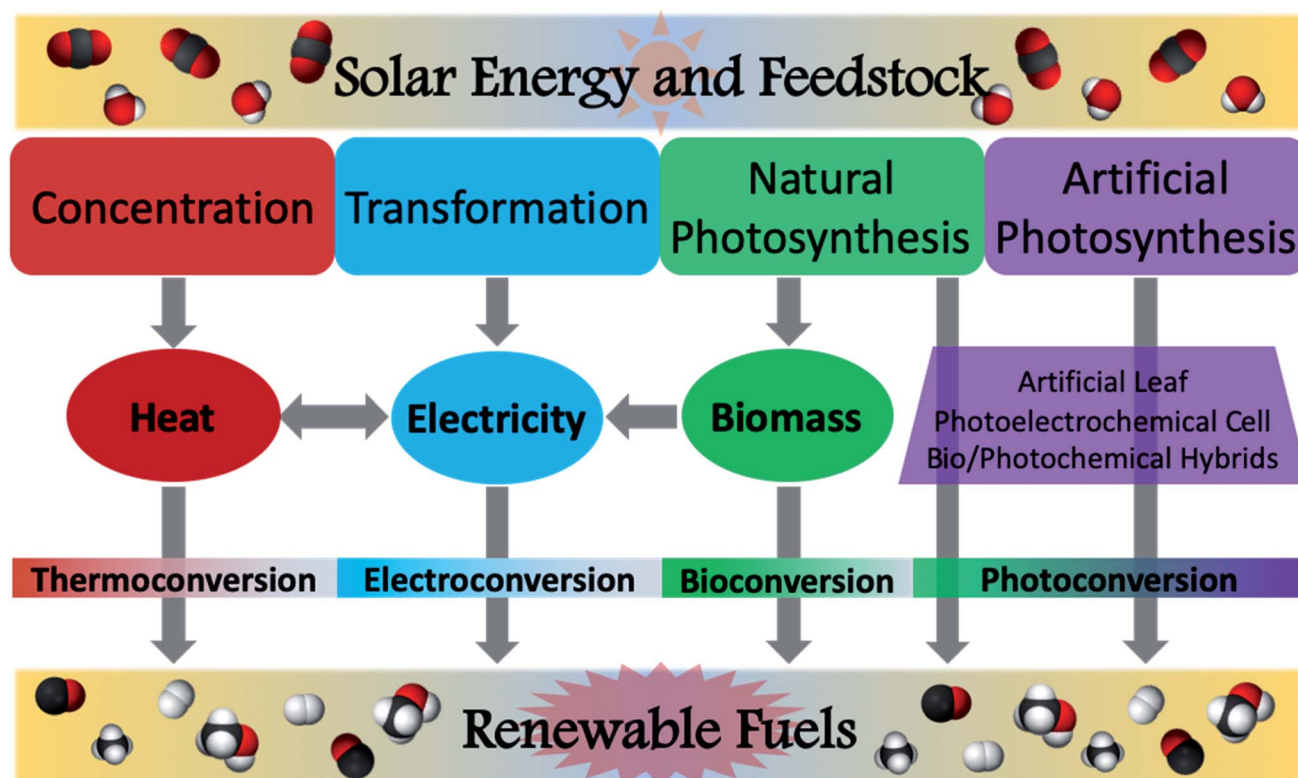 Solar Energy and Feedstock
Concentration
Transformation
Natural
Photosynthesis
Artificial
Photosynthesis
Heat
Electricity
Biomass
Artificial Leaf
Photoelectrochemical Cell
Bio/Photochemical Hybrids
Thermoconversion
Electroconversion
Bioconversion
Photoconversion
Renewable Fuels